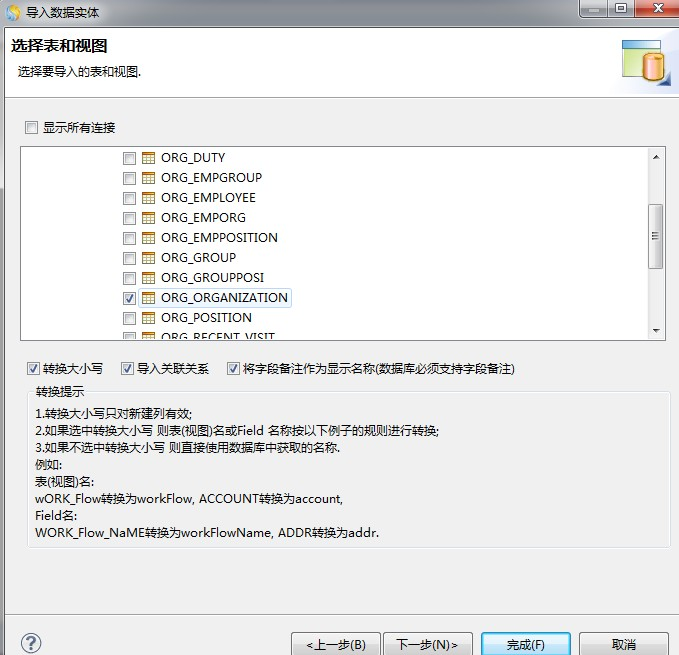 导入数据实体
选择表和视图
选择要导入的表和视图.
显示所有连接
ORG_DUTY
ORG_EMPGROUP
ORG_EMPLOYEE
ORG_EMPORG
ORG_EMPPOSITION
ORG_GROUP
ORG_GROUPPOSI
ORG_ORGANIZATION
ORG_POSITION
ORG_RECENT_VISIT
转换大小写 导入关联关系 将字段备注作为显示名称(数据库必须支持字段备注)
转换提示
1.转换大小写只对新建列有效;
2.如果选中转换大小写 则表(视图)名或Field 名称按以下例子的规则进行转换;
3.如果不选中转换大小写 则直接使用数据库中获取的名称.
例如:
表(视图)名:
wORK_Flow转换为workFlow, ACCOUNT转换为account,
Field名:
WORK_Flow_NaME转换为workFlowName, ADDR转换为addr.
<上一步(B) 下一步(N)> 完成(F) 取消